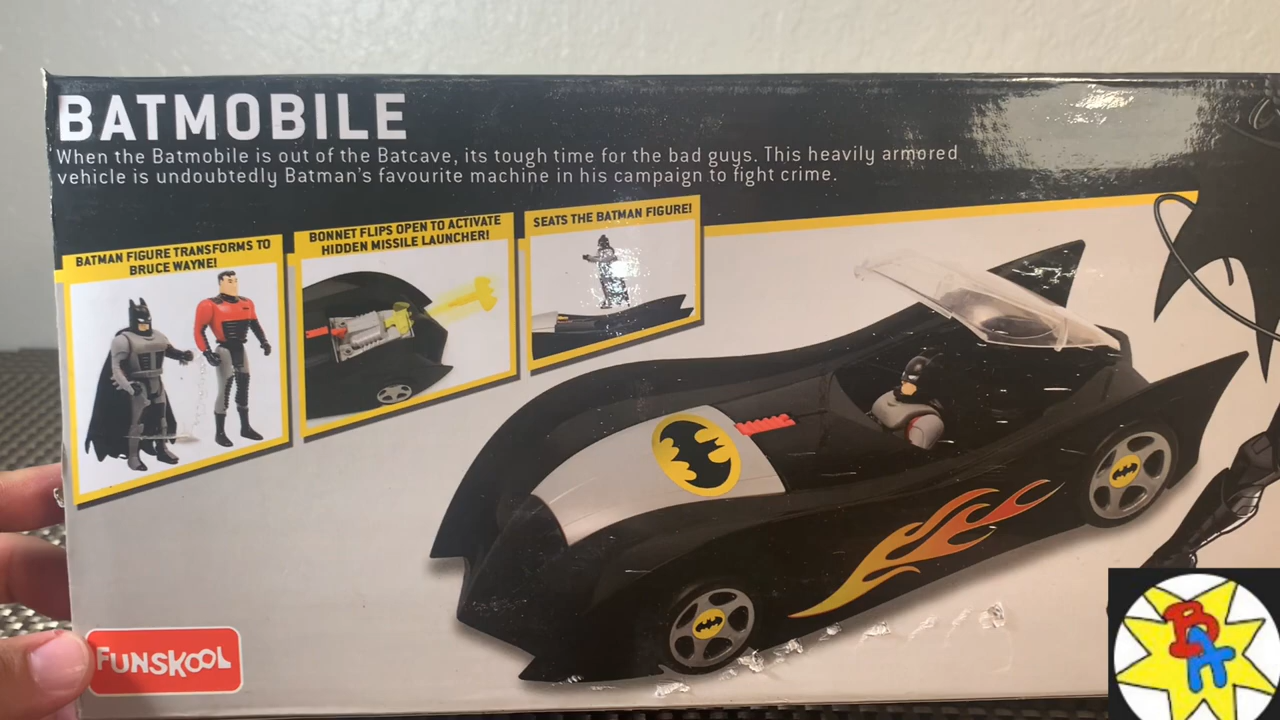 BATMOBILE
When the Batmobile is out of the Batcave, its tough time for the bad guys. This heavily armored
vehicle is undoubtedly Batman's favourite machine in his campaign to fight crime.
BATMAN FIGURE TRANSFORMS TO
BRUCE WAYNE!
BONNET FLIPS OPEN TO ACTIVATE
HIDDEN MISSILE LAUNCHER!
SEATS THE BATMAN FIGURE!
FUNSKOOL
BAT